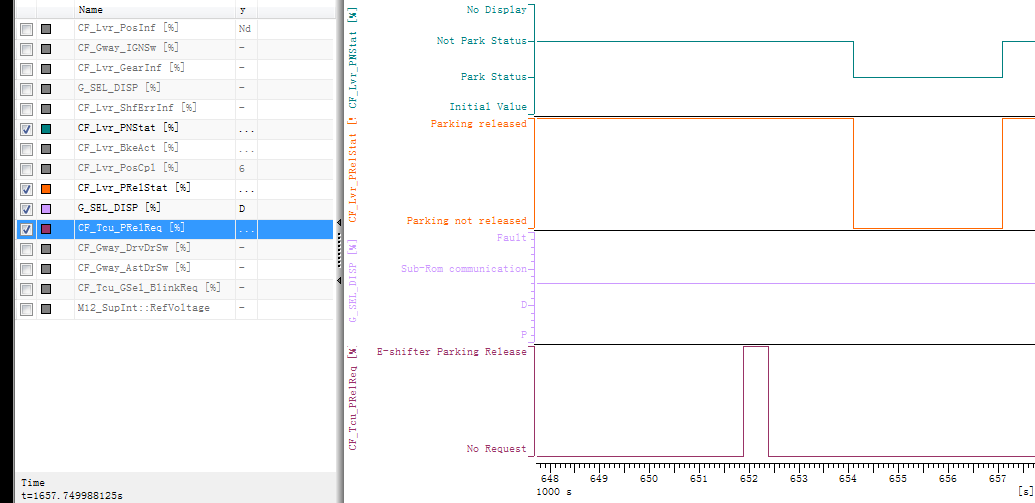 Name y
CF_Lvr_PosInf [%] Nd
CF_Gway_IGNSw [%] -
CF_Lvr_GearInf [%] -
G_SEL_DISP [%] -
CF_Lvr_ShfErrInf [%] -
CF_Lvr_PNStat [%] ...
CF_Lvr_BkeAct [%] ...
CF_Lvr_PosCpl [%] 6
CF_Lvr_PRelStat [%] ...
G_SEL_DISP [%] D
CF_Tcu_PRelReq [%] ...
CF_Gway_DrvDrSw [%] -
CF_Gway_AstDrSw [%] -
CF_Tcu_GSel_BlinkReq [%] -
M12_SupInt::RefVoltage -
Time
t=1657.749988125s
CF_Lvr_PNStat [%]
No Display
Not Park Status
Park Status
Initial Value
CF_Lvr_PRelStat [%
Parking released
Parking not released
G_SEL_DISP [%]
Fault
Sub-Rom communication
D
P
CF_Tcu_PRelReq [%
E-shifter Parking Release
No Request
648 649 650 651 652 653 654 655 656 657
1000 s [s]